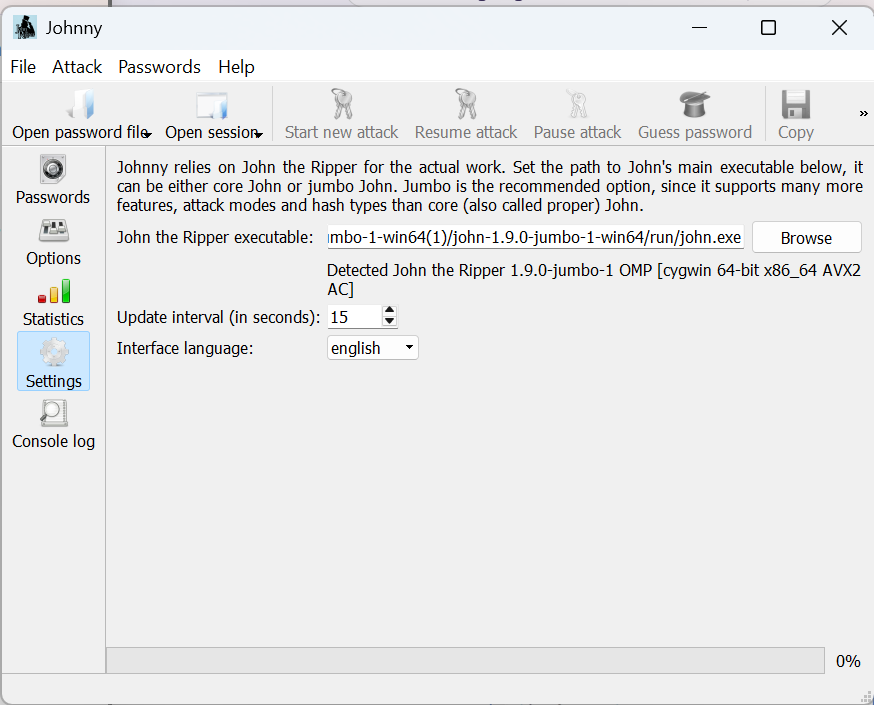 Johnny
File Attack Passwords Help
Open password file Open session Start new attack Resume attack Pause attack Guess password Copy »
Passwords
Options
Statistics
Settings
Console log
Johnny relies on John the Ripper for the actual work. Set the path to John's main executable below, it
can be either core John or jumbo John. Jumbo is the recommended option, since it supports many more
features, attack modes and hash types than core (also called proper) John.
John the Ripper executable: mbo-1-win64(1)/john-1.9.0-jumbo-1-win64/run/john.exe Browse
Detected John the Ripper 1.9.0-jumbo-1 OMP [cygwin 64-bit x86_64 AVX2
AC]
Update interval (in seconds): 15
Interface language: english
0%